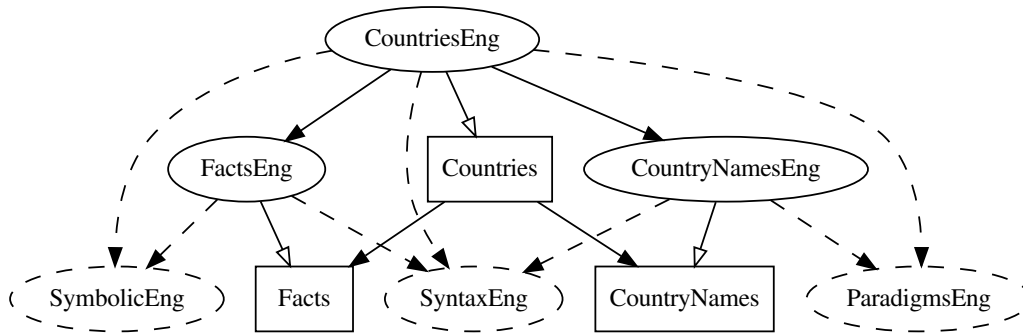 CountriesEng
FactsEng
Countries
CountryNamesEng
SymbolicEng
Facts
SyntaxEng
CountryNames
ParadigmsEng